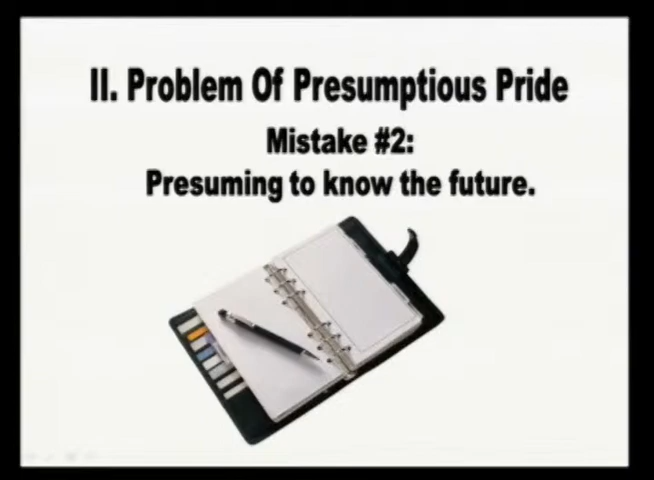 II. Problem Of Presumptious Pride
Mistake #2:
Presuming to know the future.